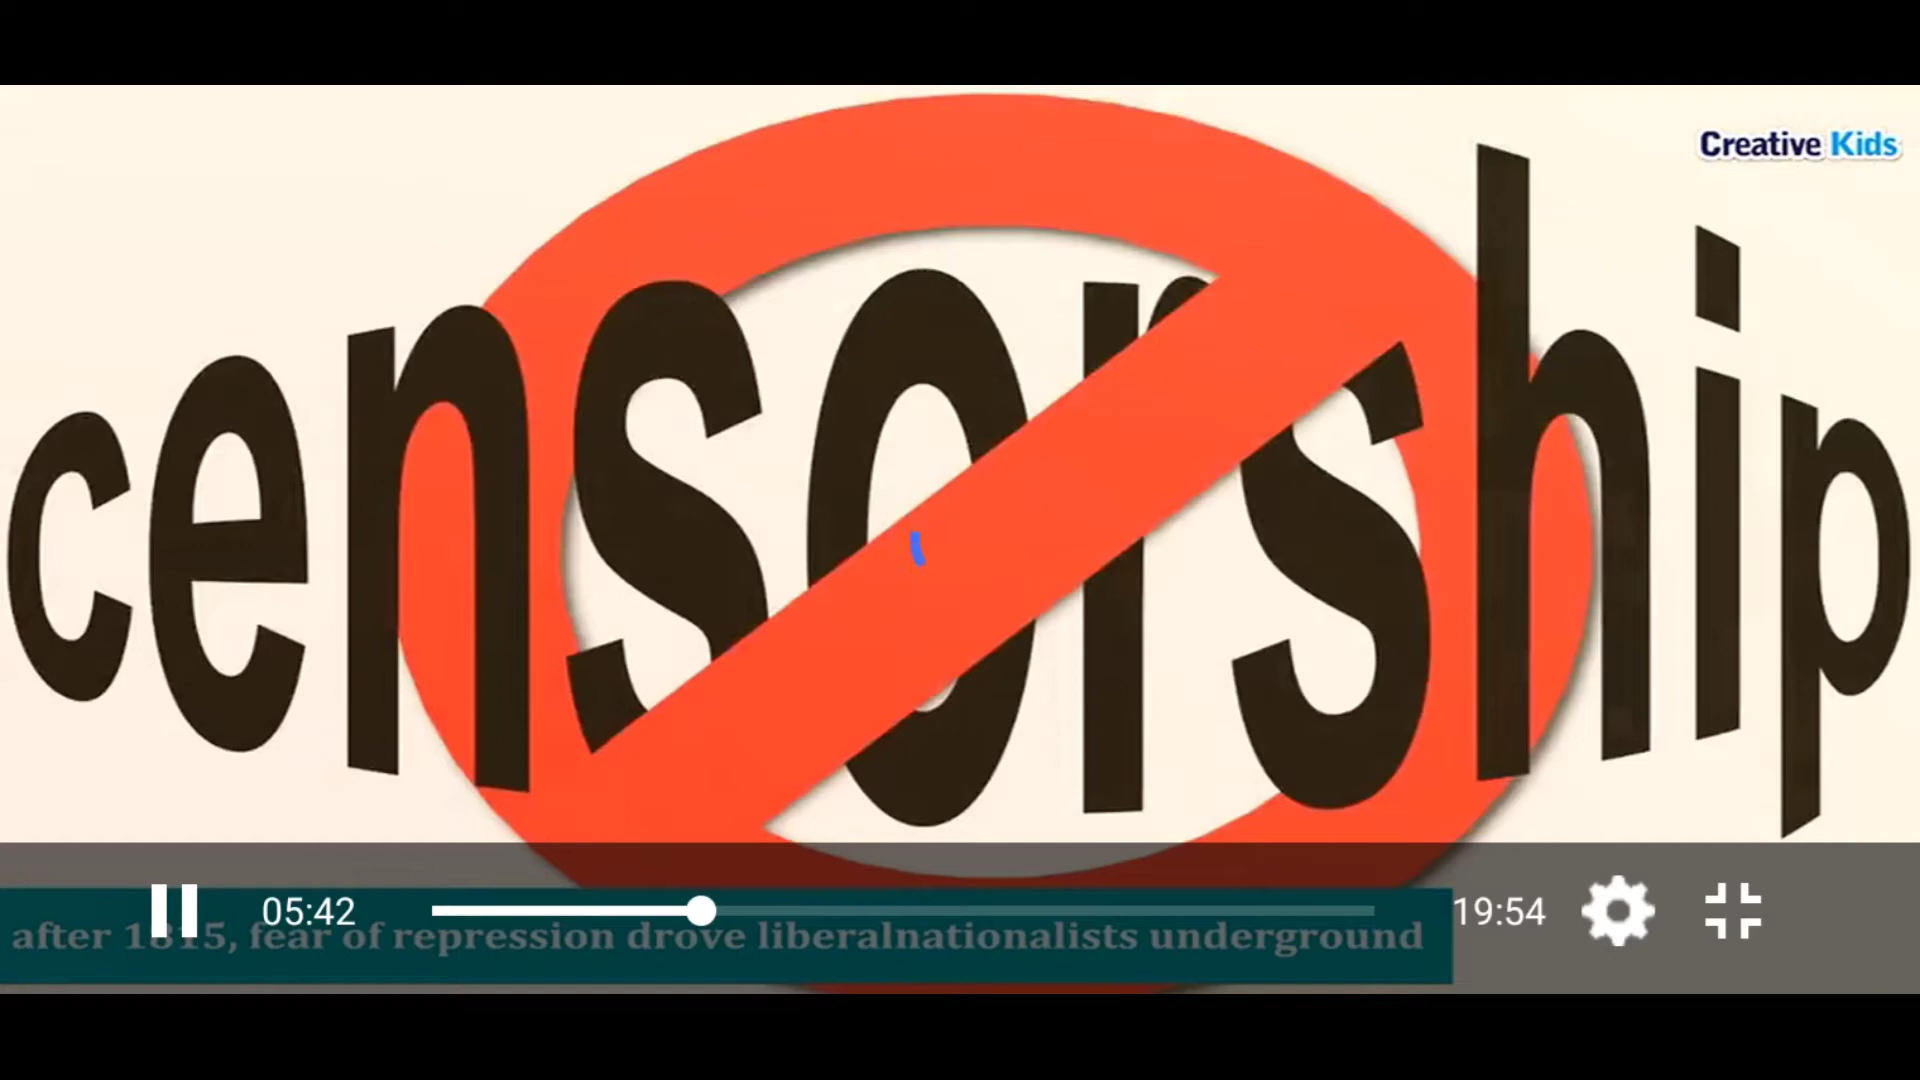 Creative Kids
censorship
05:42
19:54
after 1815, fear of repression drove liberalnationalists underground